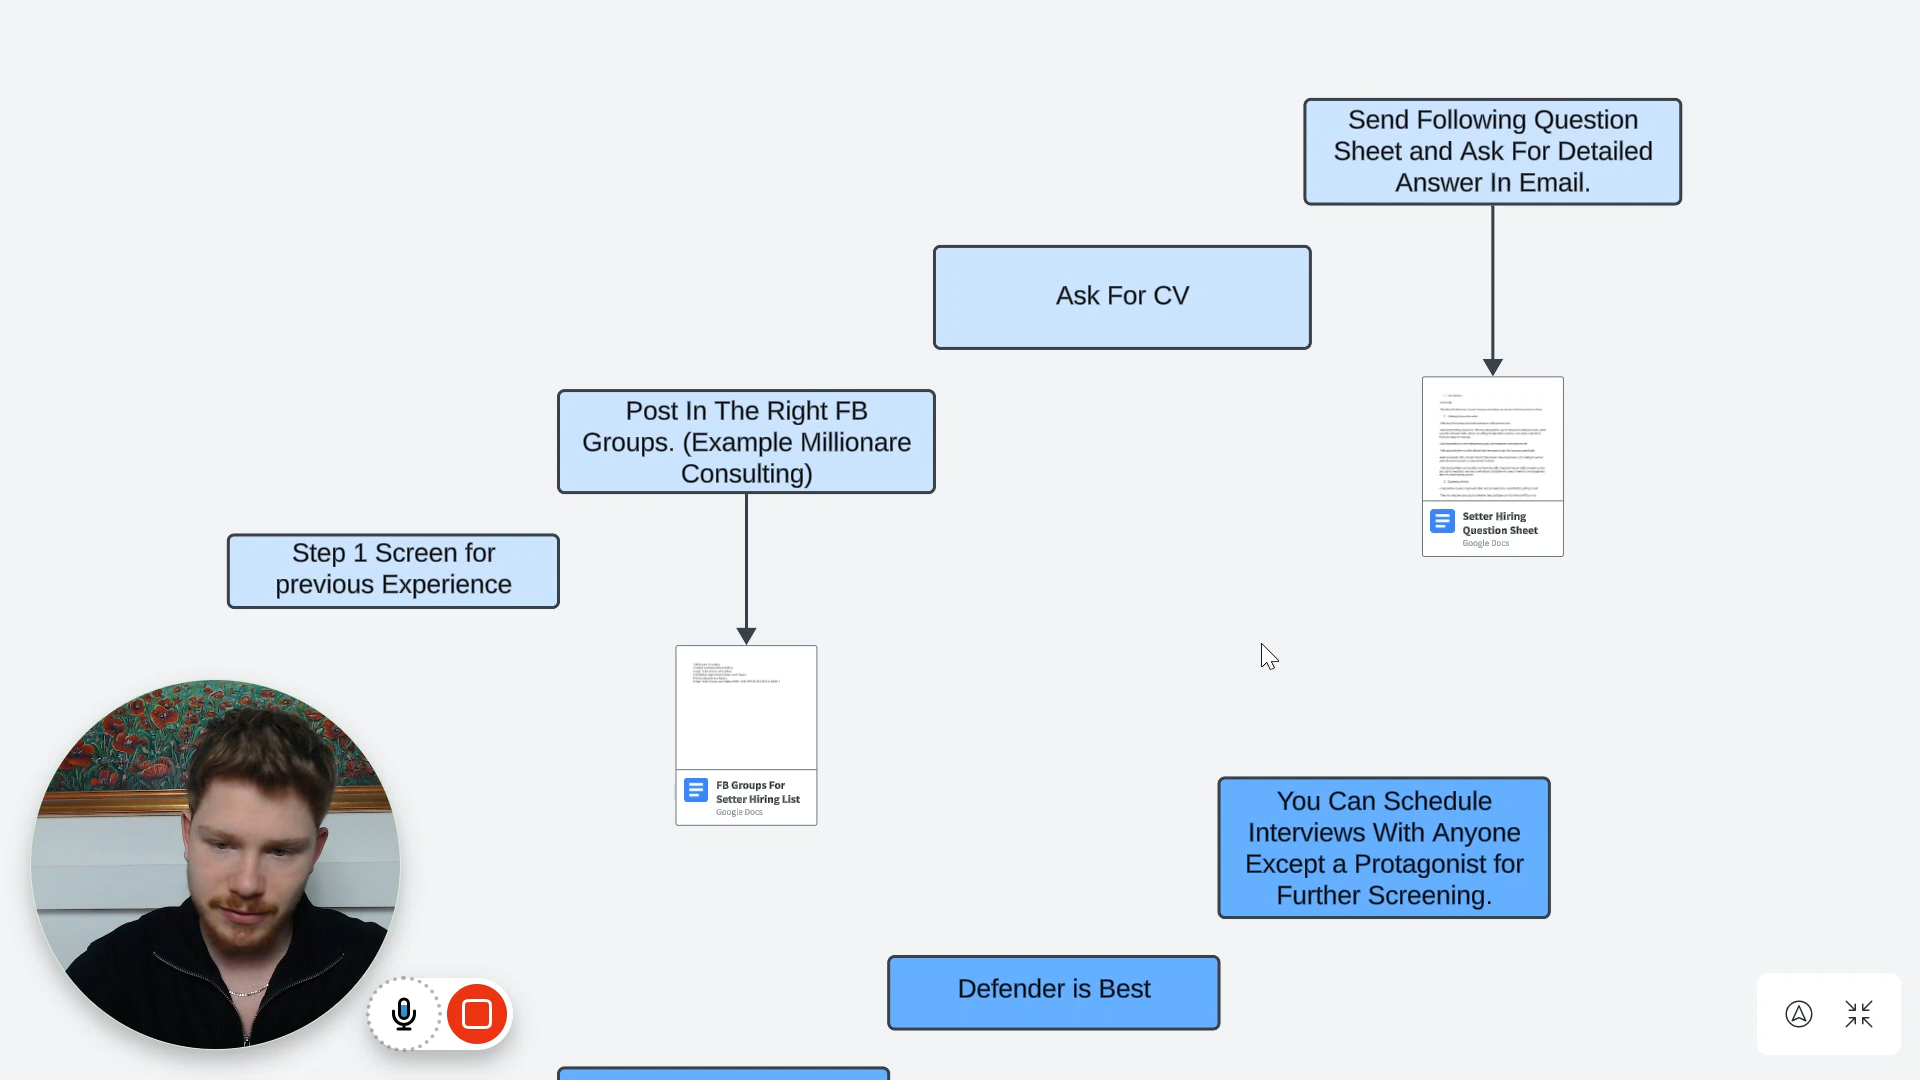 Send Following Question
Sheet and Ask For Detailed
Answer In Email.
Ask For CV
Post In The Right FB
Groups. (Example Millionare
Consulting)
Step 1 Screen for
previous Experience
Setter Hiring
Question Sheet
Google Docs
FB Groups For
Setter Hiring List
Google Docs
You Can Schedule
Interviews With Anyone
Except a Protagonist for
Further Screening.
Defender is Best